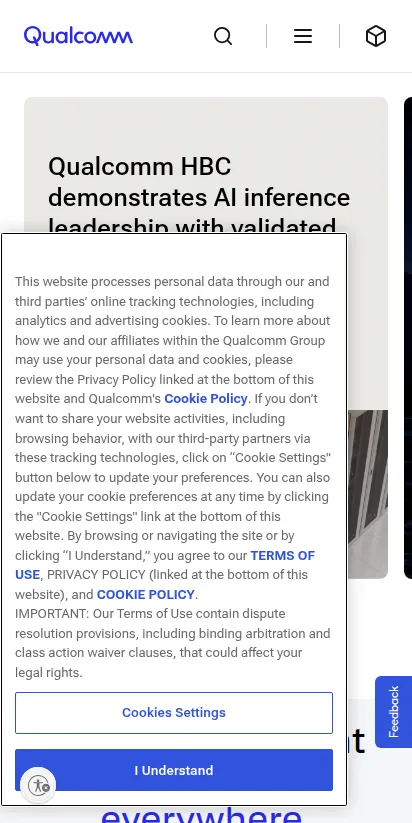 Qualcomm
Qualcomm HBC
demonstrates AI inference
leadership with validated
This website processes personal data through our and
third parties’ online tracking technologies, including
analytics and advertising cookies. To learn more about
how we and our affiliates within the Qualcomm Group
may use your personal data and cookies, please
review the Privacy Policy linked at the bottom of this
website and Qualcomm's Cookie Policy. If you don’t
want to share your website activities, including
browsing behavior, with our third-party partners via
these tracking technologies, click on “Cookie Settings"
button below to update your preferences. You can also
update your cookie preferences at any time by clicking
the "Cookie Settings" link at the bottom of this
website. By browsing or navigating the site or by
clicking “I Understand,” you agree to our TERMS OF
USE, PRIVACY POLICY (linked at the bottom of this
website), and COOKIE POLICY.
IMPORTANT: Our Terms of Use contain dispute
resolution provisions, including binding arbitration and
class action waiver clauses, that could affect your
legal rights.
Cookies Settings
I Understand
Feedback
everywhere